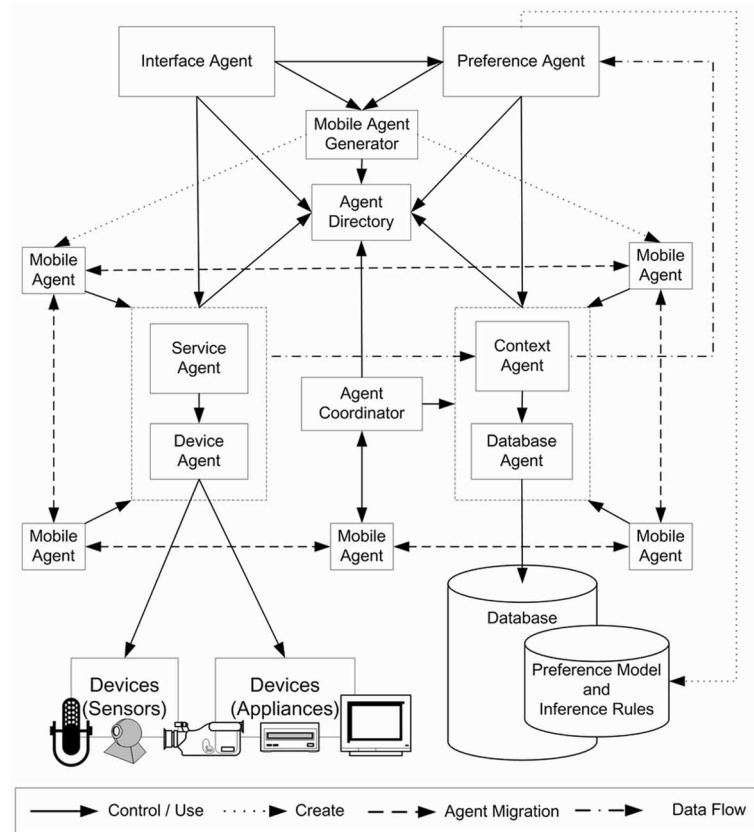 Interface Agent
Preference Agent
Mobile Agent
Generator
Agent
Directory
Mobile
Agent
Mobile
Agent
Service
Agent
Context
Agent
Agent
Coordinator
Device
Agent
Database
Agent
Mobile
Agent
Mobile
Agent
Mobile
Agent
Database
Preference Model
and
Inference Rules
Devices
(Sensors)
Devices
(Appliances)
Control / Use
Create
Agent Migration
Data Flow